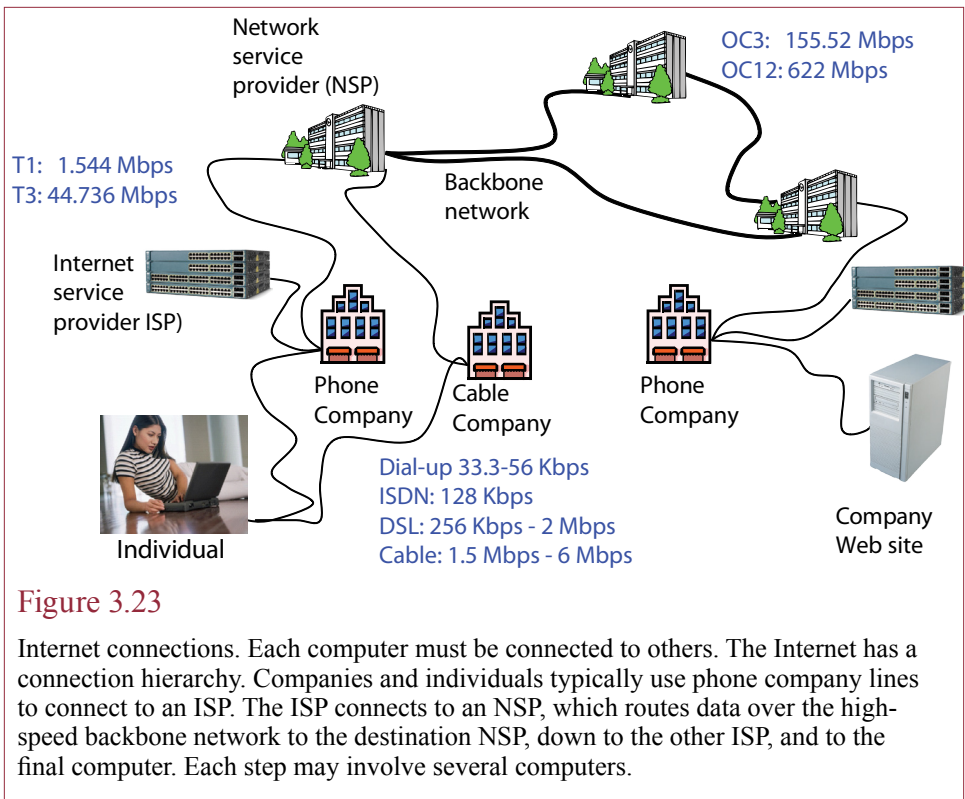 Network
service
provider (NSP)
OC3: 155.52 Mbps
OC12: 622 Mbps
T1: 1.544 Mbps
T3: 44.736 Mbps
Backbone
network
Internet
service
provider ISP)
Phone
Company
Cable
Company
Phone
Company
Individual
Dial-up 33.3-56 Kbps
ISDN: 128 Kbps
DSL: 256 Kbps - 2 Mbps
Cable: 1.5 Mbps - 6 Mbps
Company
Web site
Figure 3.23
Internet connections. Each computer must be connected to others. The Internet has a
connection hierarchy. Companies and individuals typically use phone company lines
to connect to an ISP. The ISP connects to an NSP, which routes data over the high-
speed backbone network to the destination NSP, down to the other ISP, and to the
final computer. Each step may involve several computers.